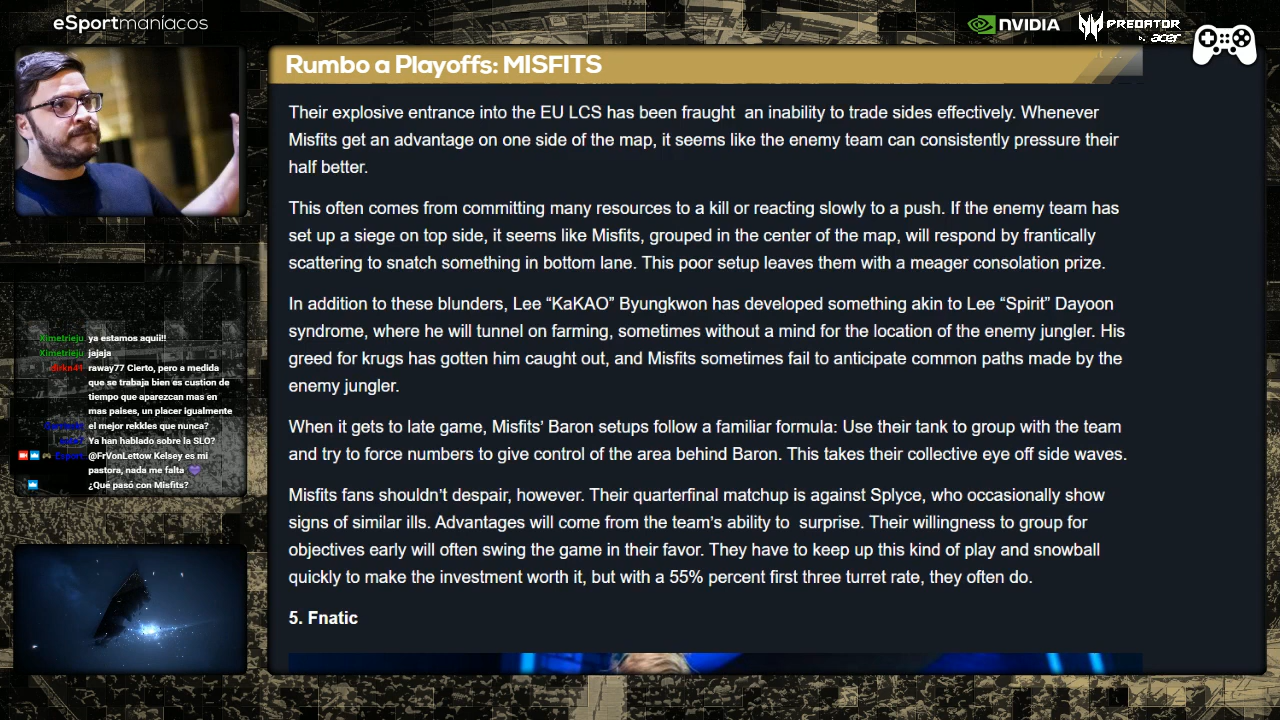 eSportmaníacos
NVIDIA
PREDATOR
acer
Rumbo a Playoffs: MISFITS
Their explosive entrance into the EU LCS has been fraught  an inability to trade sides effectively. Whenever
Misfits get an advantage on one side of the map, it seems like the enemy team can consistently pressure their
half better.
This often comes from committing many resources to a kill or reacting slowly to a push. If the enemy team has
set up a siege on top side, it seems like Misfits, grouped in the center of the map, will respond by frantically
scattering to snatch something in bottom lane. This poor setup leaves them with a meager consolation prize.
In addition to these blunders, Lee “KaKAO” Byungkwon has developed something akin to Lee “Spirit” Dayoon
syndrome, where he will tunnel on farming, sometimes without a mind for the location of the enemy jungler. His
greed for krugs has gotten him caught out, and Misfits sometimes fail to anticipate common paths made by the
enemy jungler.
When it gets to late game, Misfits’ Baron setups follow a familiar formula: Use their tank to group with the team
and try to force numbers to give control of the area behind Baron. This takes their collective eye off side waves.
Misfits fans shouldn’t despair, however. Their quarterfinal matchup is against Splyce, who occasionally show
signs of similar ills. Advantages will come from the team’s ability to  surprise. Their willingness to group for
objectives early will often swing the game in their favor. They have to keep up this kind of play and snowball
quickly to make the investment worth it, but with a 55% percent first three turret rate, they often do.
5. Fnatic
Ximetrieju ya estamos aquii!!
Ximetrieju jajaja
dirkn41 raway77 Cierto, pero a medida
que se trabaja bien es custion de
tiempo que aparezcan mas en
mas paises, un placer igualmente
el mejor rekkles que nunca?
Ya han hablado sobre la SLO?
Esport @FrVonLettow Kelsey es mi
pastora, nada me falta 💜
¿Qué pasó con Misfits?